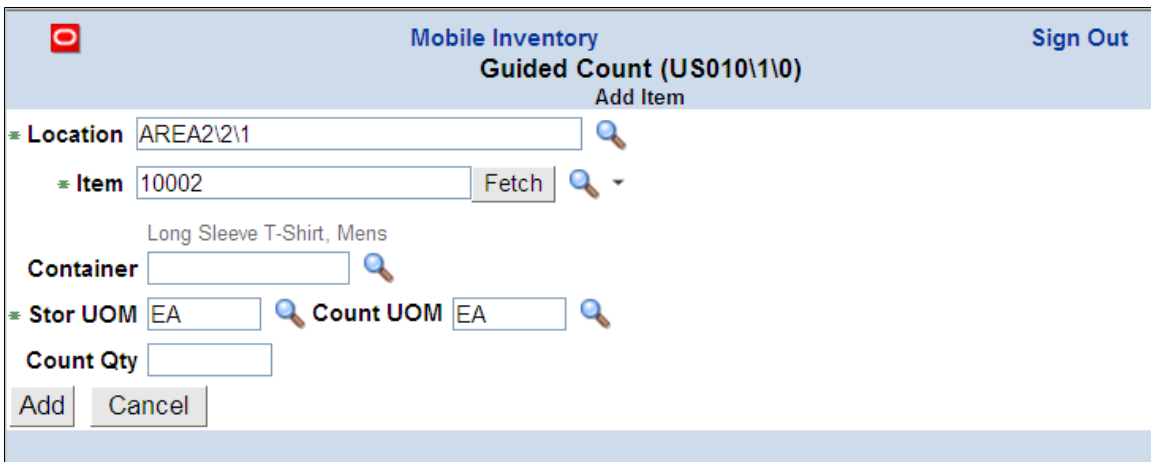 Mobile Inventory Sign Out
Guided Count (US010\1\0)
Add Item
* Location AREA2\2\1
* Item 10002 Fetch
Long Sleeve T-Shirt, Mens
Container
* Stor UOM EA Count UOM EA
Count Qty
Add Cancel